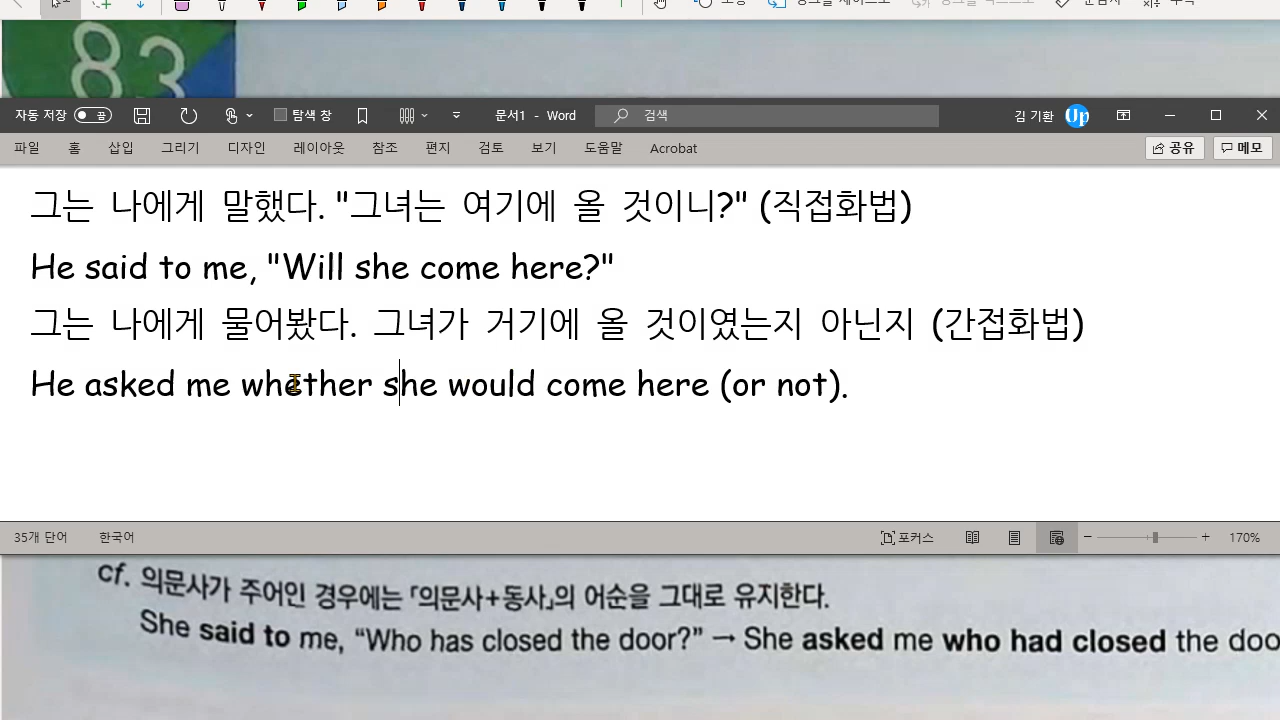 83
자동 저장 끔 탐색 창 문서1 - Word 검색 김 기환 Up
파일 홈 삽입 그리기 디자인 레이아웃 참조 편지 검토 보기 도움말 Acrobat 공유 메모
그는 나에게 말했다. "그녀는 여기에 올 것이니?" (직접화법)
He said to me, "Will she come here?"
그는 나에게 물어봤다. 그녀가 거기에 올 것이였는지 아닌지 (간접화법)
He asked me whether she would come here (or not).
35개 단어 한국어 포커스 170%
cf. 의문사가 주어인 경우에는 「의문사+동사」의 어순을 그대로 유지한다.
She said to me, “Who has closed the door?” → She asked me who had closed the doo